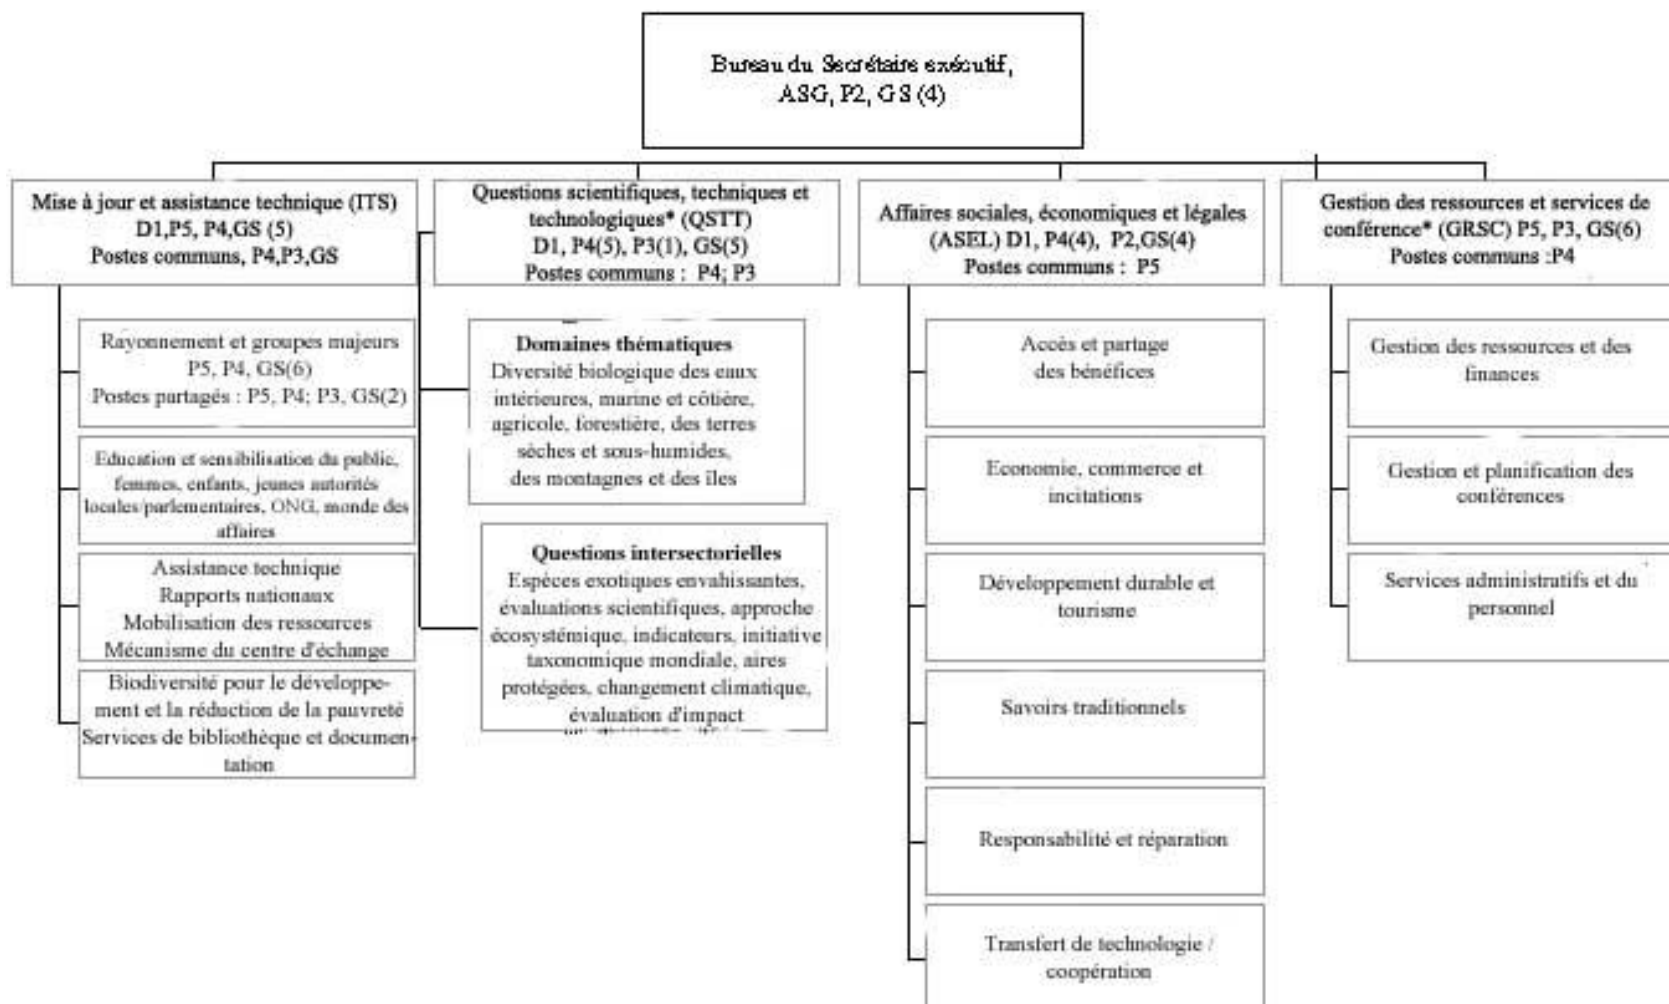 Bureau du Secrétaire exécutif,
ASG, P2, GS (4)
Mise à jour et assistance technique (ITS)
D1,P5, P4,GS (5)
Postes communs, P4,P3,GS
Rayonnement et groupes majeurs
P5, P4, GS(6)
Postes partagés : P5, P4; P3, GS(2)
Education et sensibilisation du public,
femmes, enfants, jeunes autorités
locales/parlementaires, ONG, monde des
affaires
Assistance technique
Rapports nationaux
Mobilisation des ressources
Mécanisme du centre d'échange
Biodiversité pour le développe-
ment et la réduction de la pauvreté
Services de bibliothèque et documen-
tation
Questions scientifiques, techniques et
technologiques* (QSTT)
D1, P4(5), P3(1), GS(5)
Postes communs : P4; P3
Domaines thématiques
Diversité biologique des eaux
intérieures, marine et côtière,
agricole, forestière, des terres
sèches et sous-humides,
des montagnes et des îles
Questions intersectorielles
Espèces exotiques envahissantes,
évaluations scientifiques, approche
écosystémique, indicateurs, initiative
taxonomique mondiale, aires
protégées, changement climatique,
évaluation d'impact
Affaires sociales, économiques et légales
(ASEL) D1, P4(4), P2,GS(4)
Postes communs : P5
Accès et partage
des bénéfices
Economie, commerce et
incitations
Développement durable et
tourisme
Savoirs traditionnels
Responsabilité et réparation
Transfert de technologie /
coopération
Gestion des ressources et services de
conférence* (GRSC) P5, P3, GS(6)
Postes communs :P4
Gestion des ressources et des
finances
Gestion et planification des
conférences
Services administratifs et du
personnel